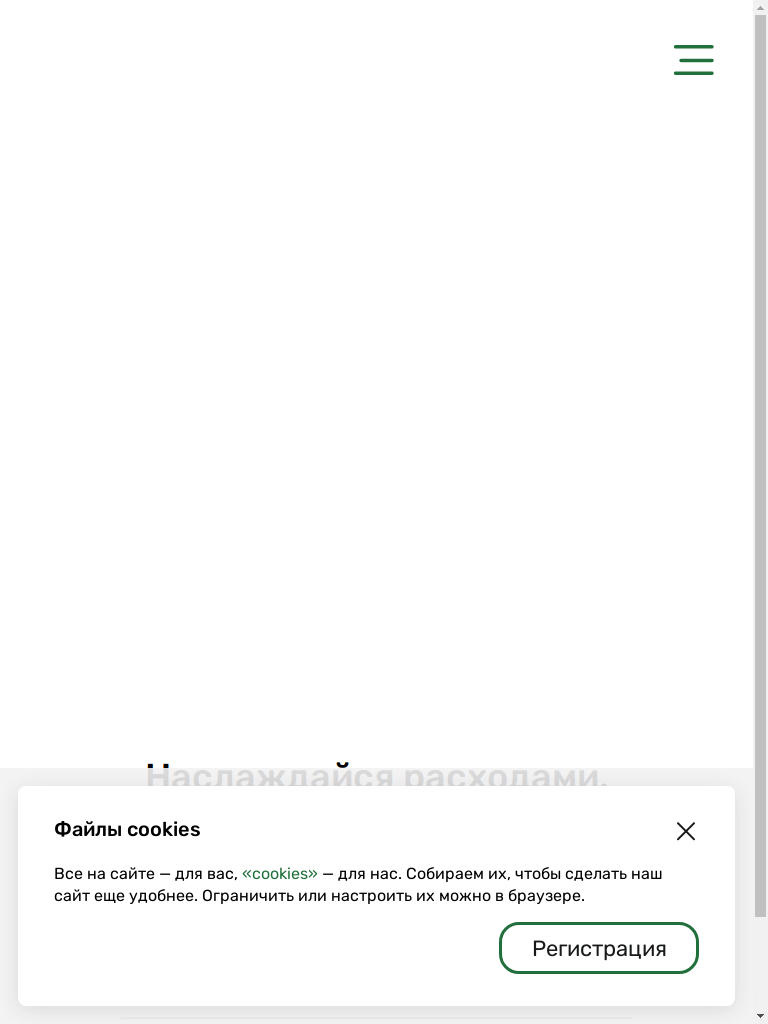 Наслаждайся расходами.
Файлы cookies
Все на сайте — для вас, «cookies» — для нас. Собираем их, чтобы сделать наш
сайт еще удобнее. Ограничить или настроить их можно в браузере.
Регистрация